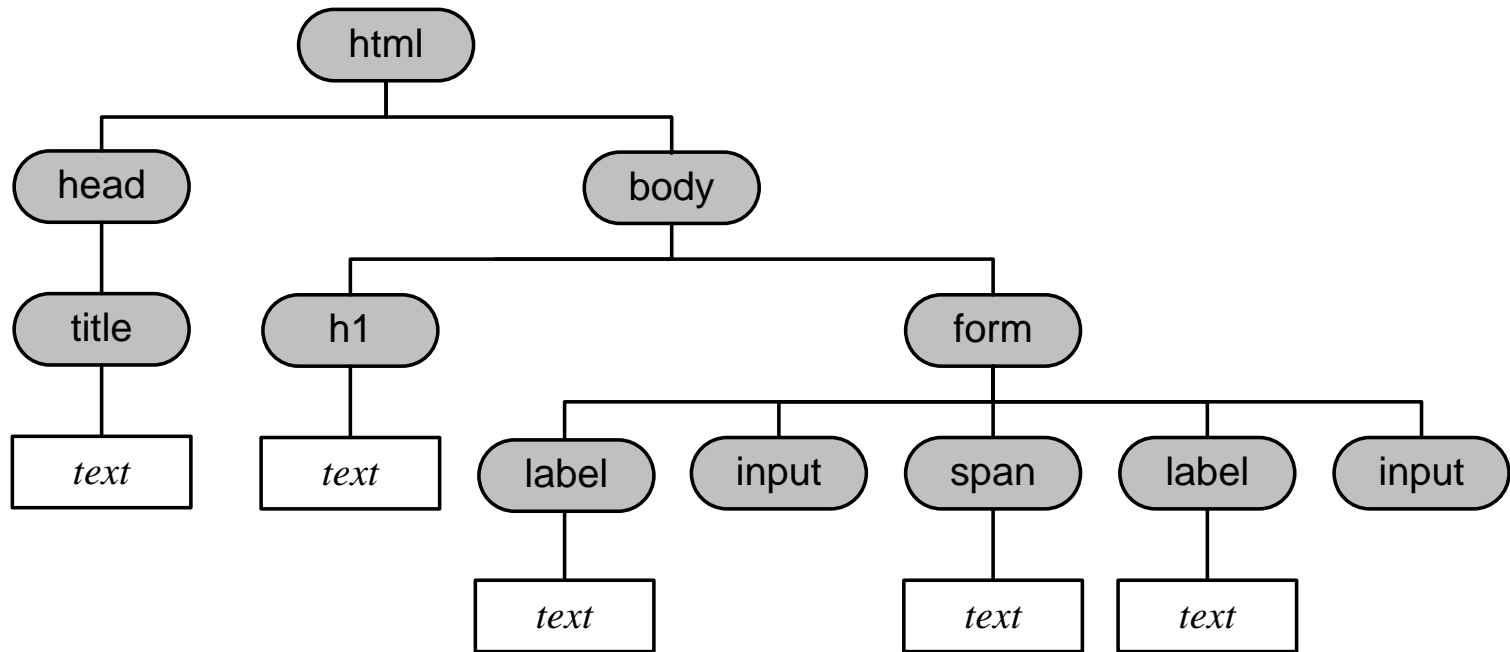 html
head body
title h1 form
text text label input span label input
text text text